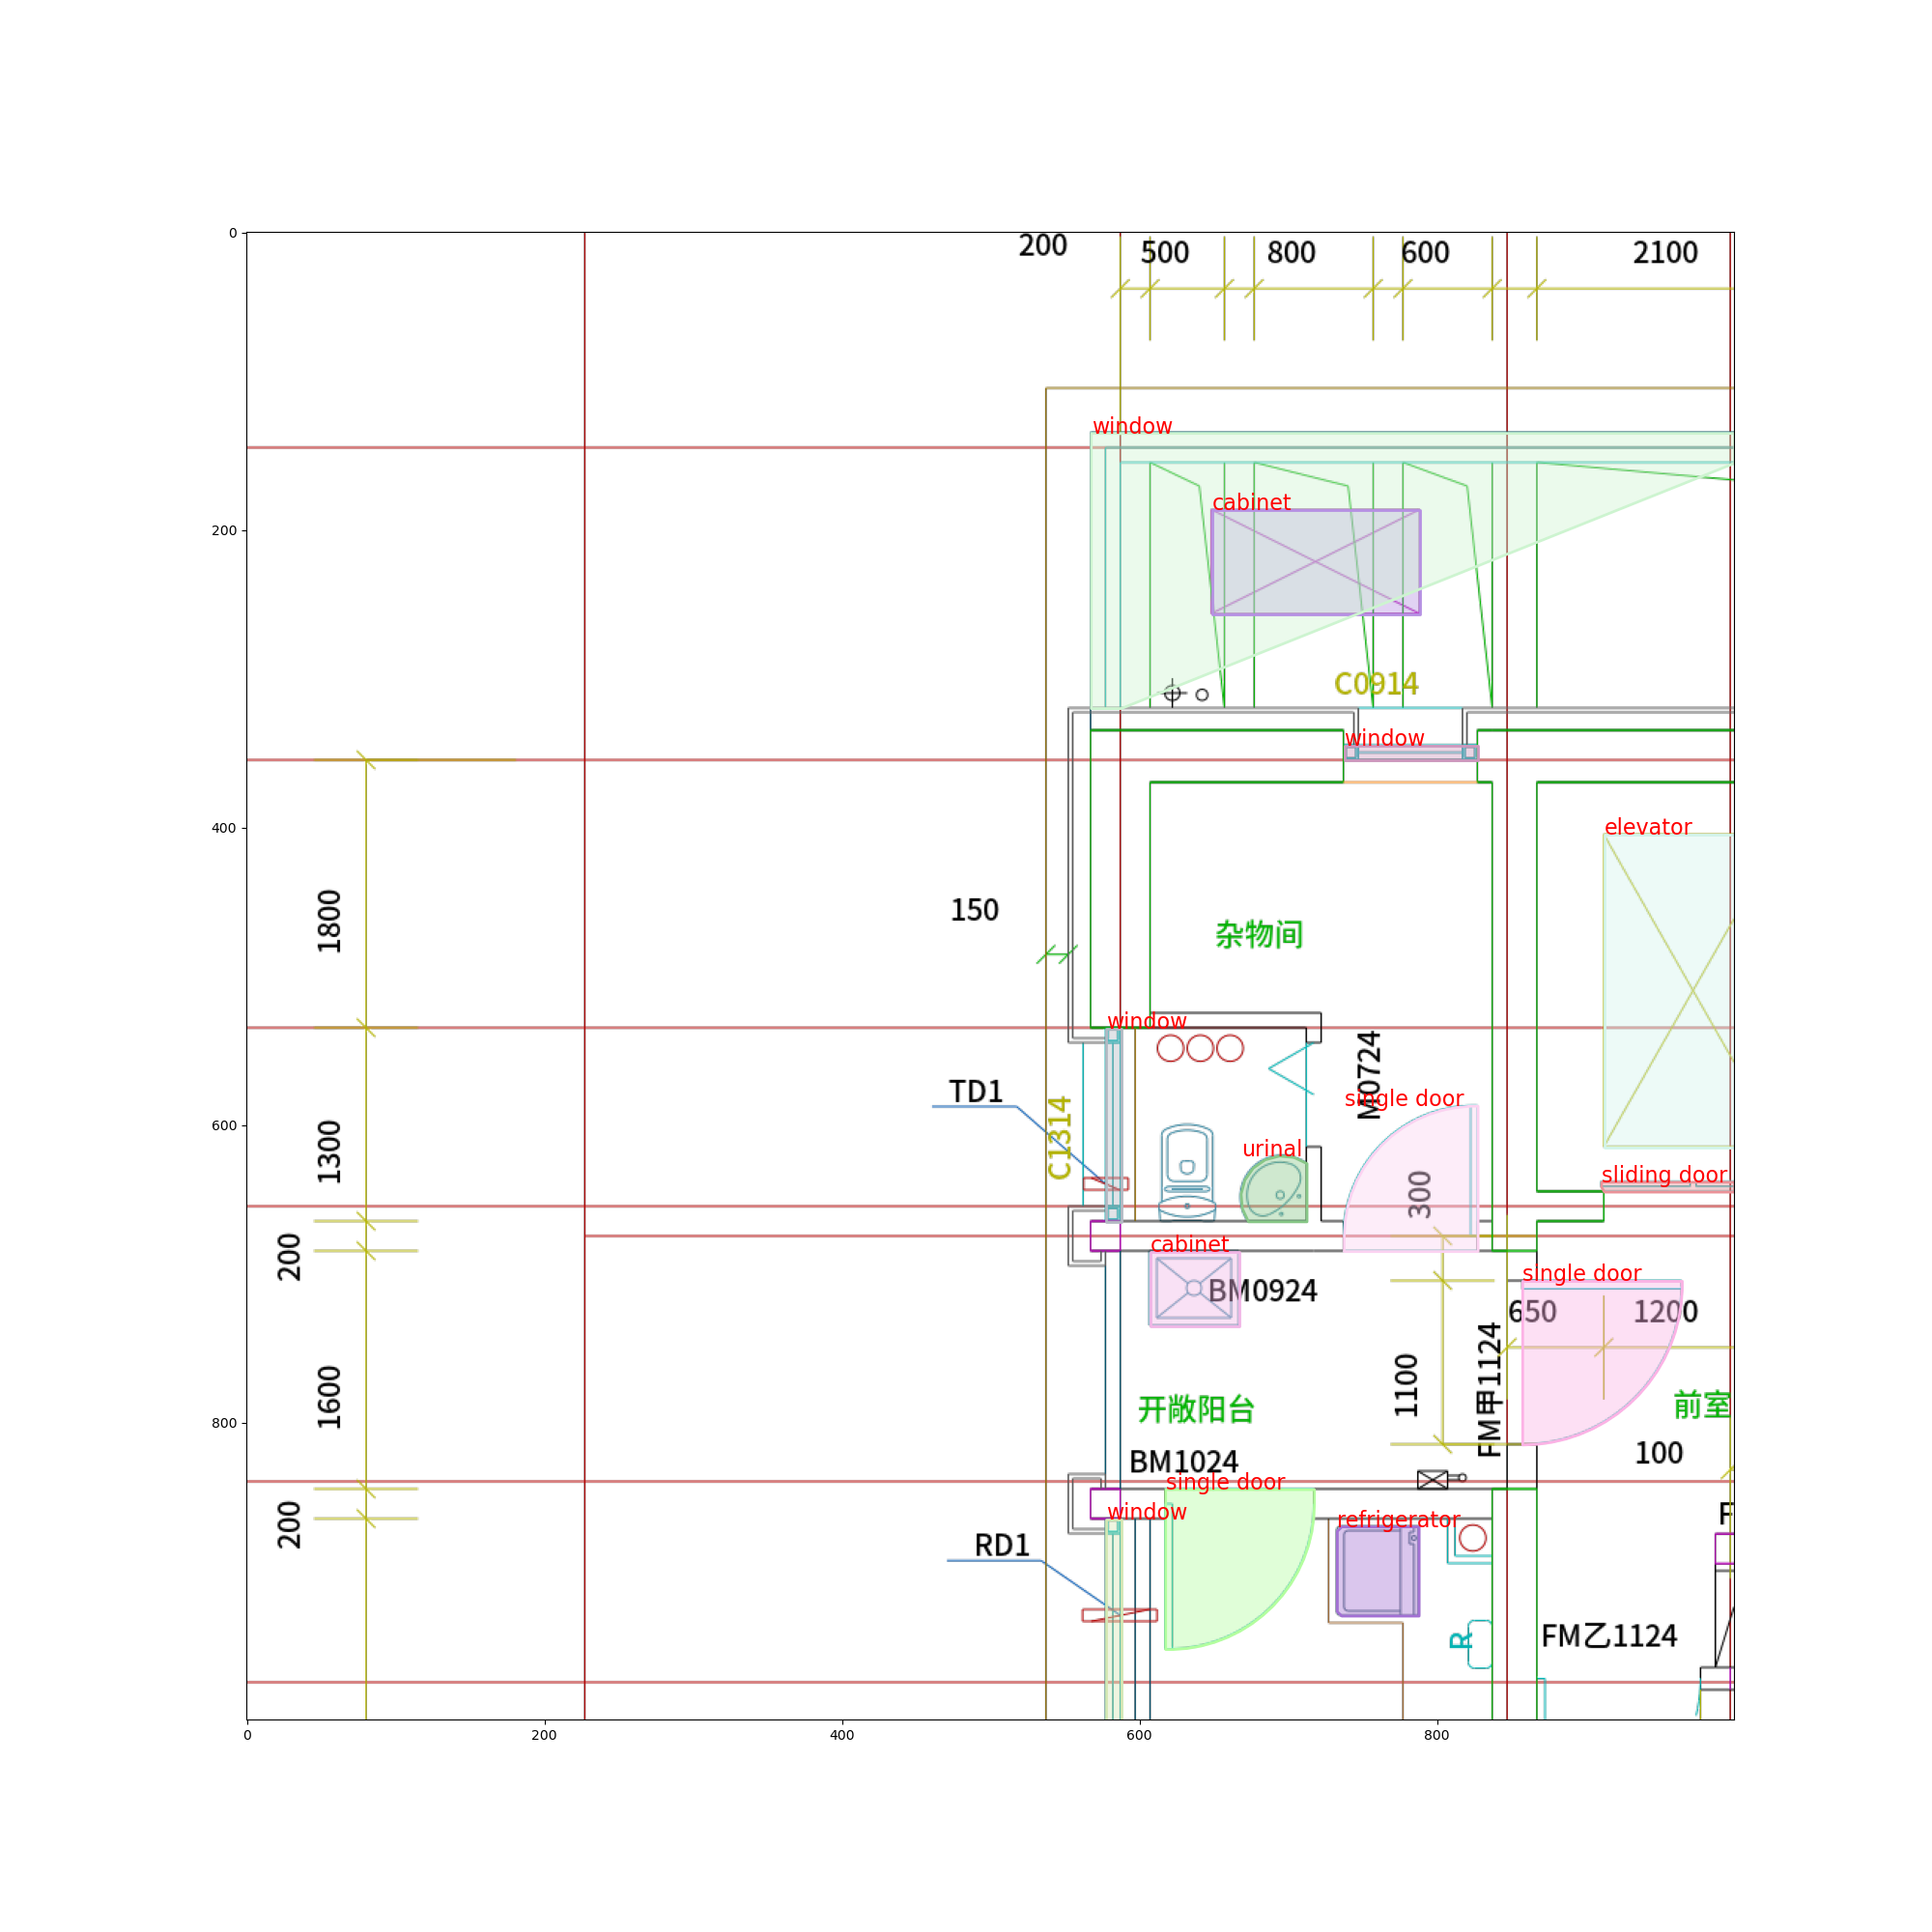 200
500
800
600
2100
0
window
cabinet
200
C0914
window
elevator
400
1800
150
杂物间
window
M0724
TD1
single door
C1314
600
1300
urinal
sliding door
300
200
cabinet
BM0924
single door
650
1200
1600
1100
FM甲1124
开敞阳台
前室
800
BM1024
100
single door
window
refrigerator
F
200
RD1
R
FM乙1124
0
200
400
600
800